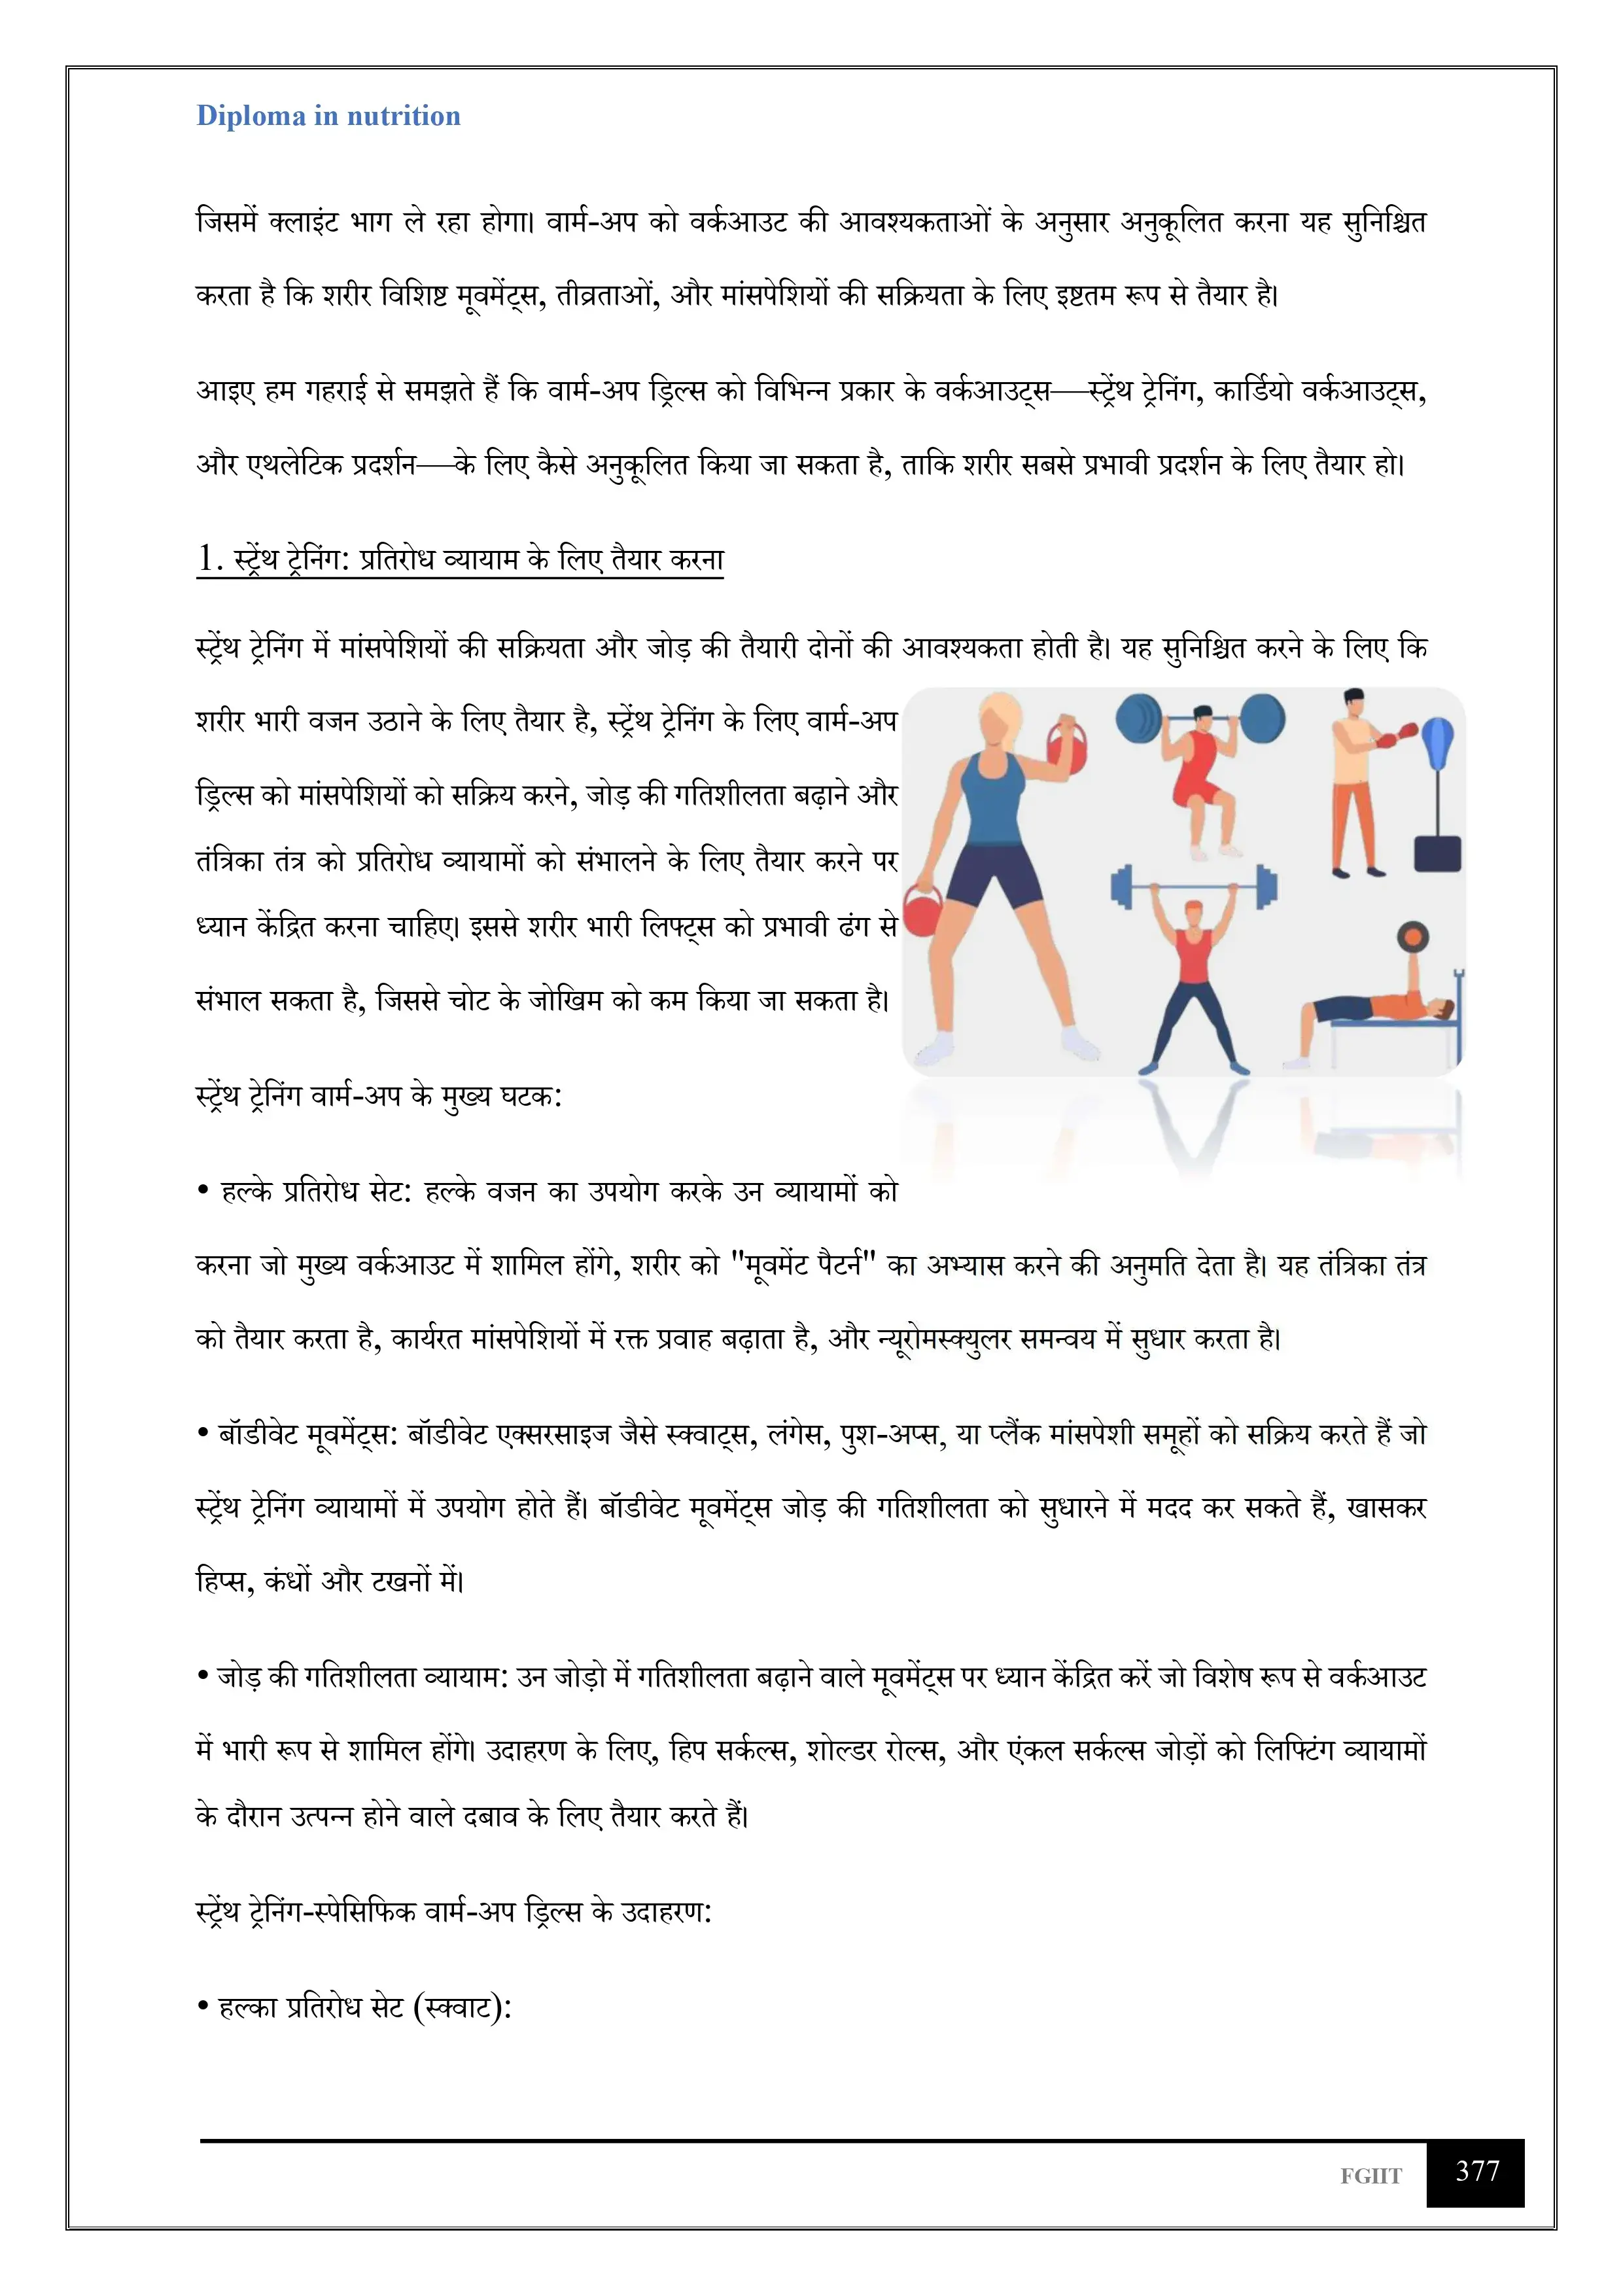 Diploma in nutrition
जिसमें क्लाइंट भाग ले रहा होगा। वार्म-अप को वर्कआउट की आवश्यकताओं के अनुसार अनुकूलित करना यह सुनिश्चित
करता है कि शरीर विशिष्ट मूवमेंट्स, तीव्रताओं, और मांसपेशियों की सक्रियता के लिए इष्टतम रूप से तैयार है।
आइए हम गहराई से समझते हैं कि वार्म-अप ड्रिल्स को विभिन्न प्रकार के वर्कआउट्स—स्ट्रेंथ ट्रेनिंग, कार्डियो वर्कआउट्स,
और एथलेटिक प्रदर्शन—के लिए कैसे अनुकूलित किया जा सकता है, ताकि शरीर सबसे प्रभावी प्रदर्शन के लिए तैयार हो।
1. स्ट्रेंथ ट्रेनिंग: प्रतिरोध व्यायाम के लिए तैयार करना
स्ट्रेंथ ट्रेनिंग में मांसपेशियों की सक्रियता और जोड़ की तैयारी दोनों की आवश्यकता होती है। यह सुनिश्चित करने के लिए कि
शरीर भारी वजन उठाने के लिए तैयार है, स्ट्रेंथ ट्रेनिंग के लिए वार्म-अप
ड्रिल्स को मांसपेशियों को सक्रिय करने, जोड़ की गतिशीलता बढ़ाने और
तंत्रिका तंत्र को प्रतिरोध व्यायामों को संभालने के लिए तैयार करने पर
ध्यान केंद्रित करना चाहिए। इससे शरीर भारी लिफ्ट्स को प्रभावी ढंग से
संभाल सकता है, जिससे चोट के जोखिम को कम किया जा सकता है।
स्ट्रेंथ ट्रेनिंग वार्म-अप के मुख्य घटक:
• हल्के प्रतिरोध सेट: हल्के वजन का उपयोग करके उन व्यायामों को
करना जो मुख्य वर्कआउट में शामिल होंगे, शरीर को "मूवमेंट पैटर्न" का अभ्यास करने की अनुमति देता है। यह तंत्रिका तंत्र
को तैयार करता है, कार्यरत मांसपेशियों में रक्त प्रवाह बढ़ाता है, और न्यूरोमस्क्युलर समन्वय में सुधार करता है।
• बॉडीवेट मूवमेंट्स: बॉडीवेट एक्सरसाइज जैसे स्क्वाट्स, लंगेस, पुश-अप्स, या प्लैंक मांसपेशी समूहों को सक्रिय करते हैं जो
स्ट्रेंथ ट्रेनिंग व्यायामों में उपयोग होते हैं। बॉडीवेट मूवमेंट्स जोड़ की गतिशीलता को सुधारने में मदद कर सकते हैं, खासकर
हिप्स, कंधों और टखनों में।
• जोड़ की गतिशीलता व्यायाम: उन जोड़ो में गतिशीलता बढ़ाने वाले मूवमेंट्स पर ध्यान केंद्रित करें जो विशेष रूप से वर्कआउट
में भारी रूप से शामिल होंगे। उदाहरण के लिए, हिप सर्कल्स, शोल्डर रोल्स, और एंकल सर्कल्स जोड़ों को लिफ्टिंग व्यायामों
के दौरान उत्पन्न होने वाले दबाव के लिए तैयार करते हैं।
स्ट्रेंथ ट्रेनिंग-स्पेसिफिक वार्म-अप ड्रिल्स के उदाहरण:
• हल्का प्रतिरोध सेट (स्क्वाट):
FGIIT 377